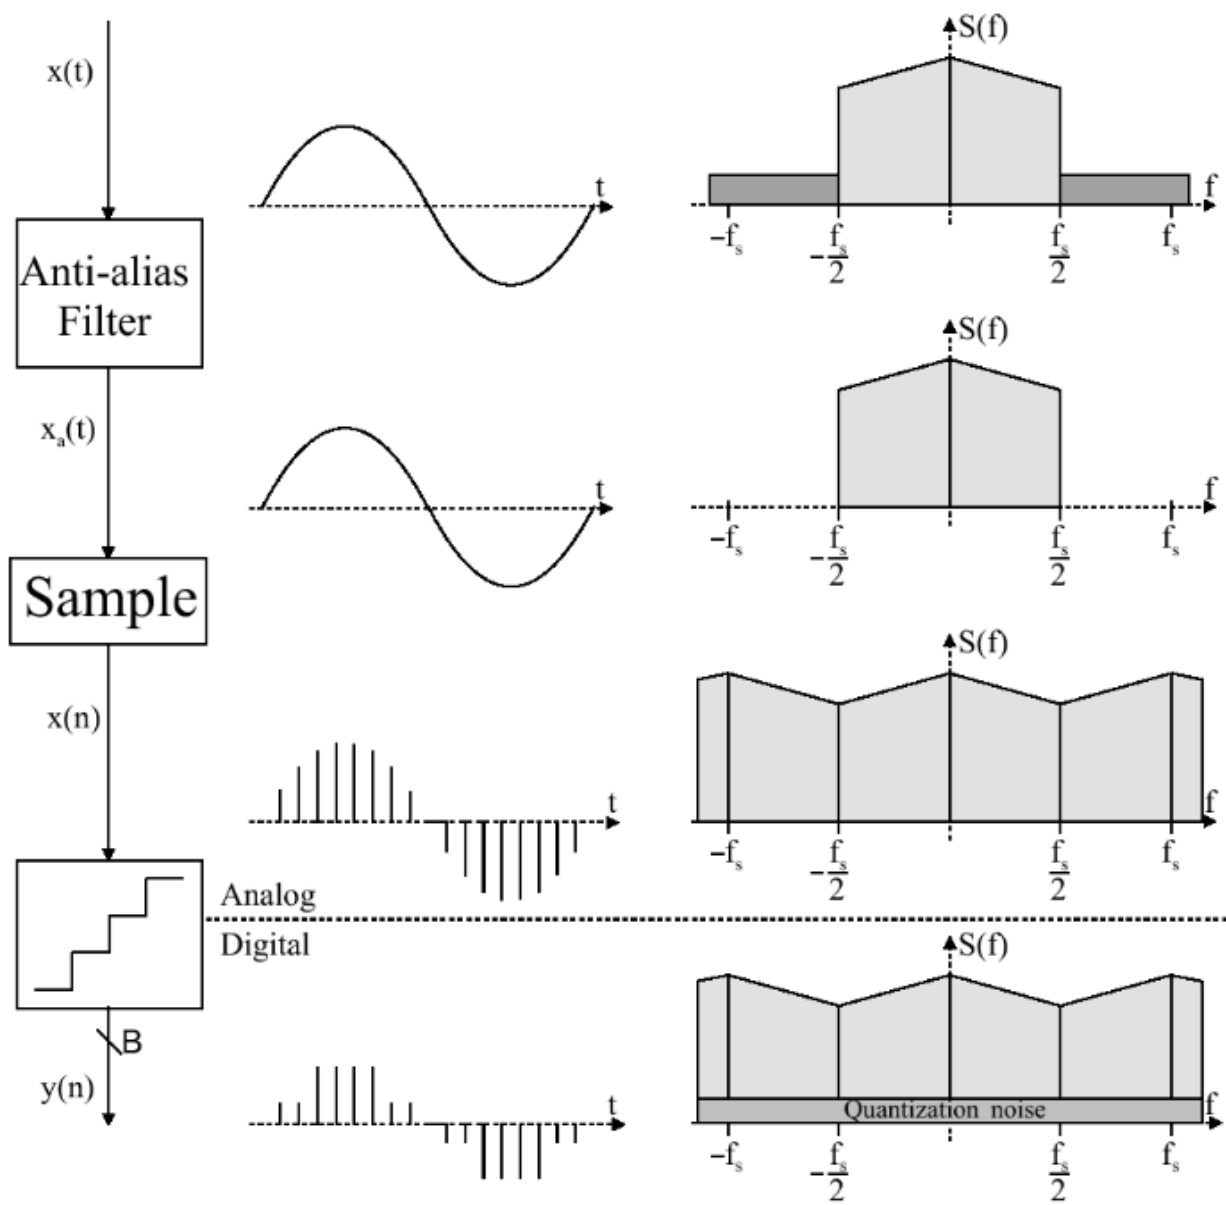 x(t)
S(f)
t
f
–fₛ
–fₛ/2
fₛ/2
fₛ
Anti-alias
Filter
xₐ(t)
S(f)
t
f
–fₛ
–fₛ/2
fₛ/2
fₛ
Sample
x(n)
S(f)
t
f
–fₛ
–fₛ/2
fₛ/2
fₛ
Analog
Digital
B
y(n)
S(f)
t
f
Quantization noise
–fₛ
–fₛ/2
fₛ/2
fₛ